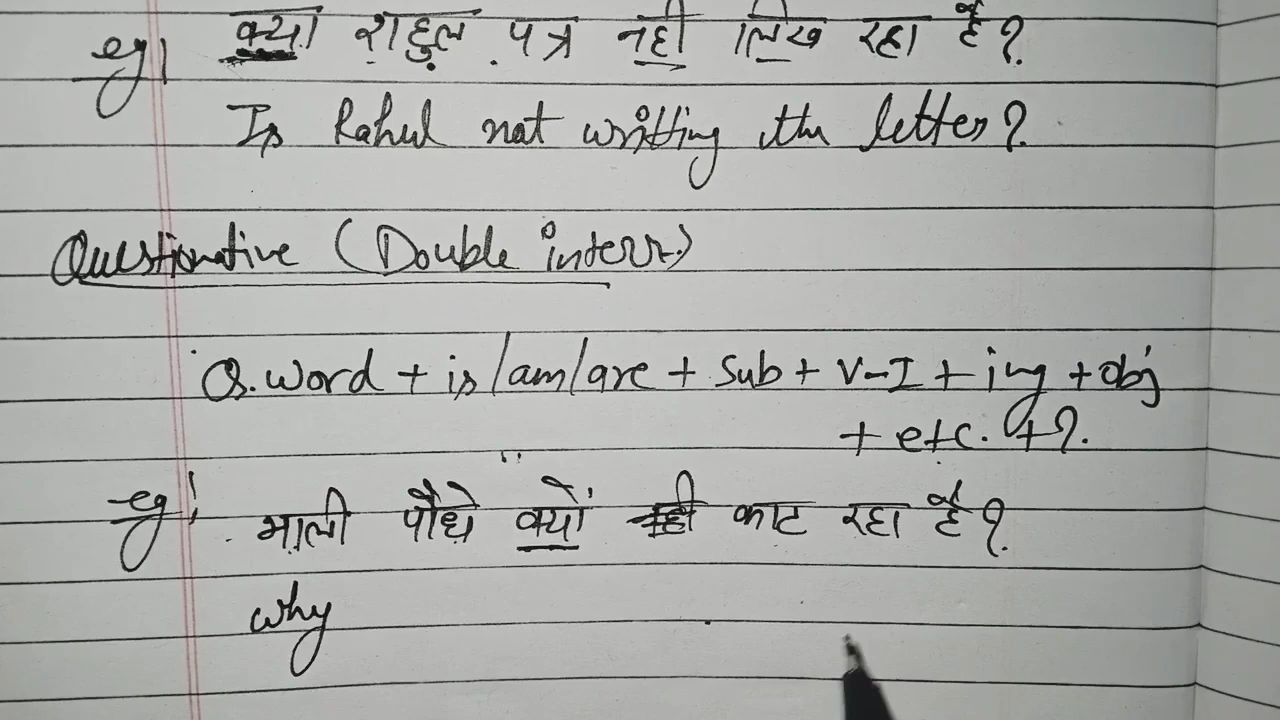 eg। क्या राहुल पत्र नही लिख रहा है?
Is Rahul not writting the letter?
Questionative (Double interr.)
Q.word + is/am/are + Sub + V-I + ing + obj
+ etc. + ?.
eg! माली पौधे क्यों काट रहा है?
why